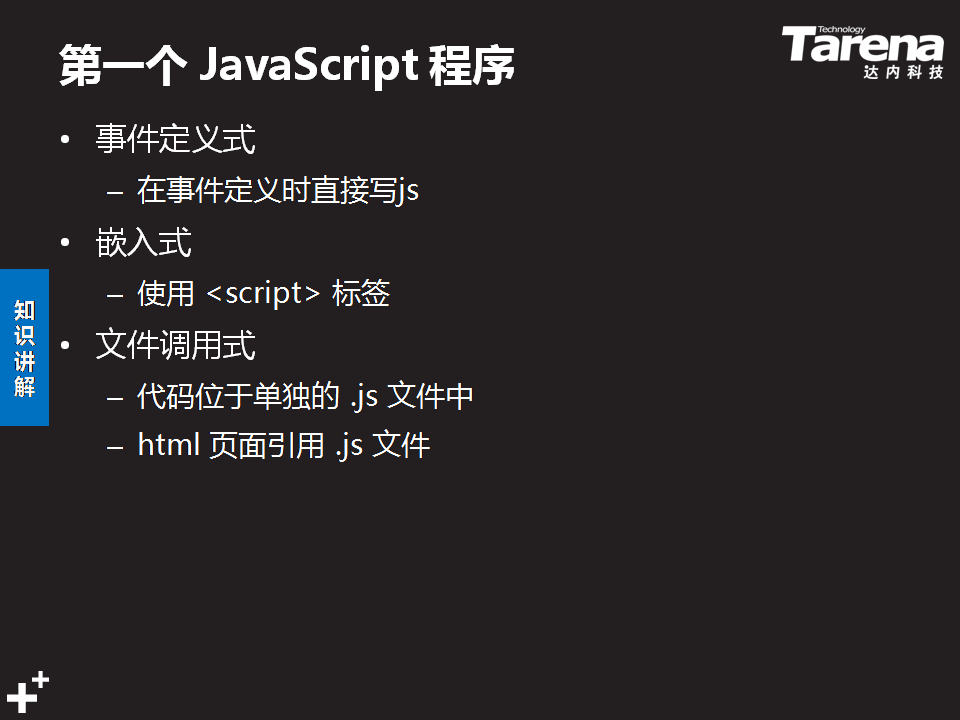 第一个 JavaScript 程序
Technology
Tarena
达内科技
• 事件定义式
– 在事件定义时直接写js
• 嵌入式
– 使用 <script> 标签
• 文件调用式
– 代码位于单独的 .js 文件中
– html 页面引用 .js 文件
知识讲解